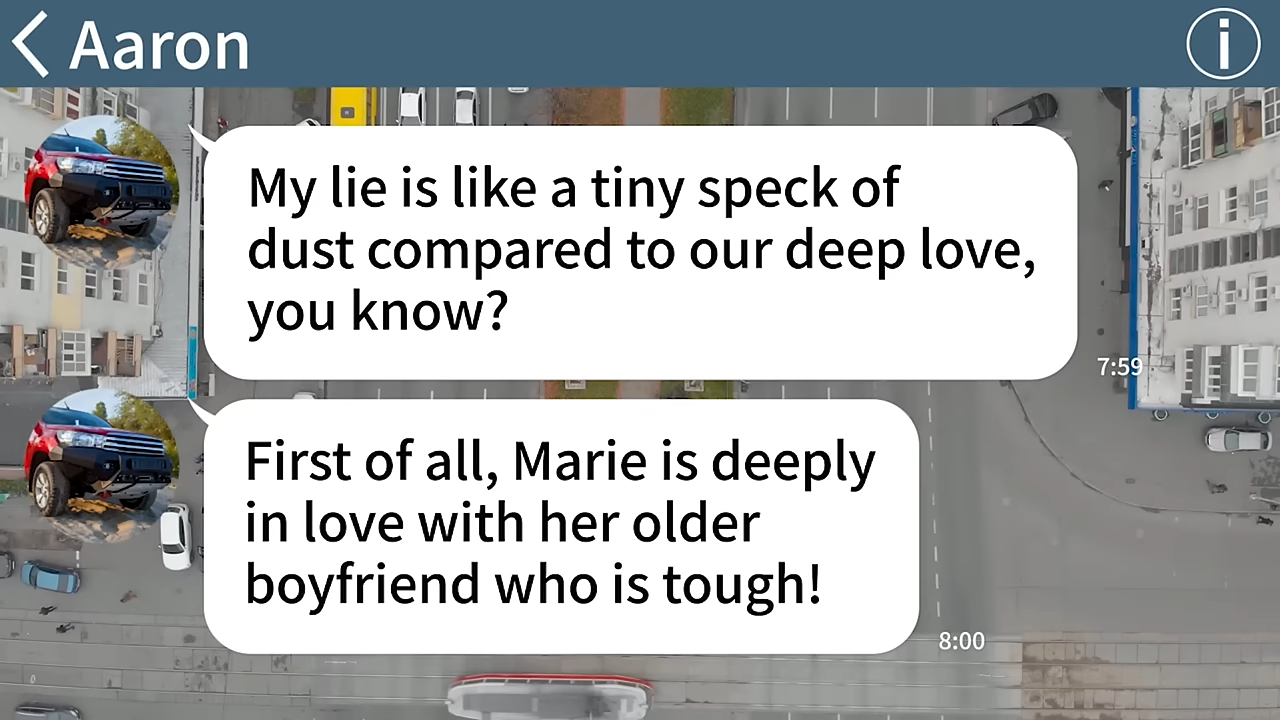 Aaron
i
My lie is like a tiny speck of
dust compared to our deep love,
you know?
7:59
First of all, Marie is deeply
in love with her older
boyfriend who is tough!
8:00